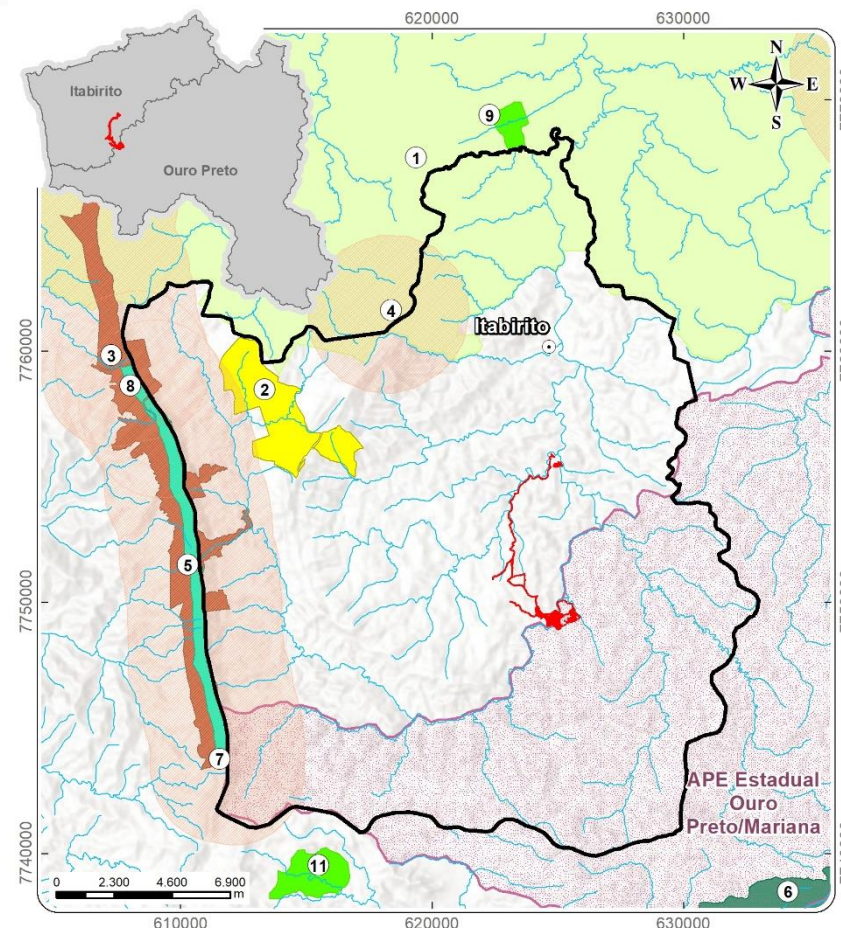 620000
630000
N
W
E
S
Itabirito
Ouro Preto
9
1
4
Itabirito
7760000
3
8
2
5
7750000
7
APE Estadual
Ouro
Preto/Mariana
7740000
11
6
0
2.300
4.600
6.900
m
610000
620000
630000